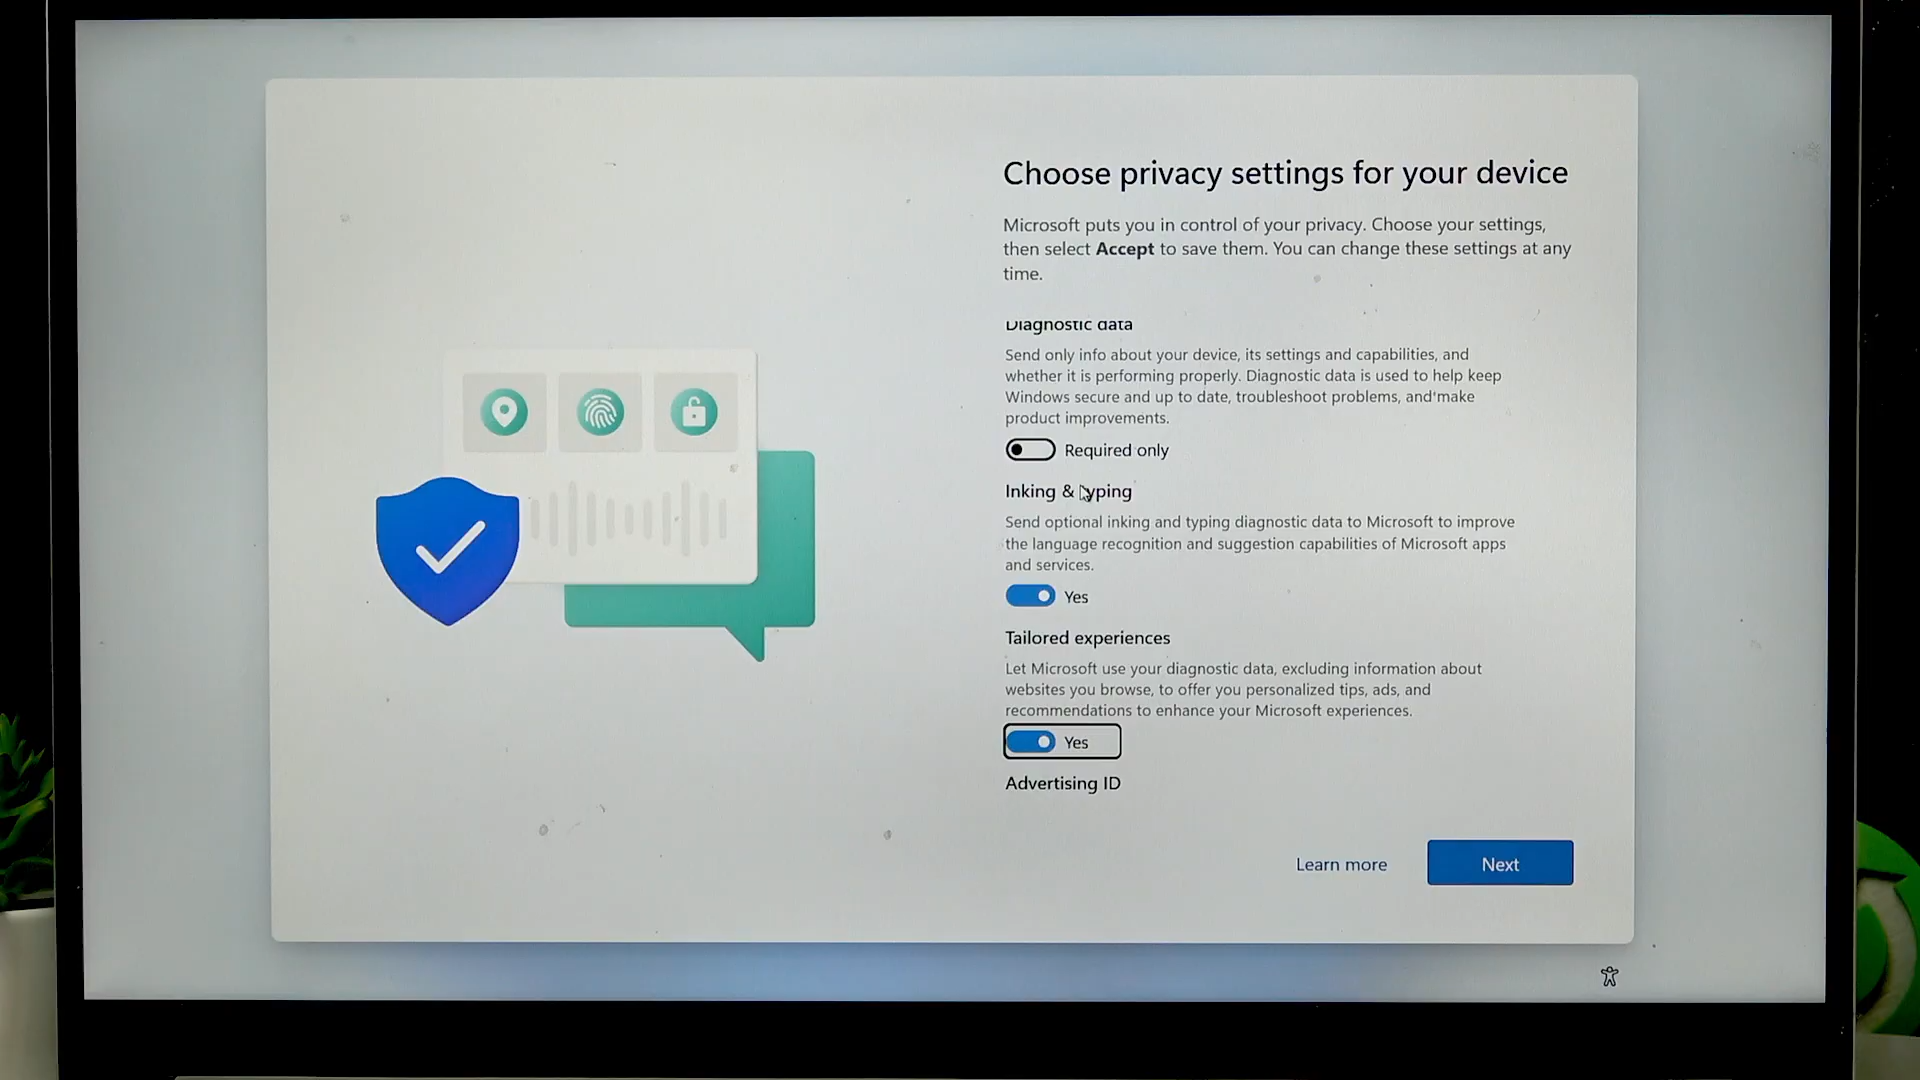 Choose privacy settings for your device
Microsoft puts you in control of your privacy. Choose your settings,
then select Accept to save them. You can change these settings at any
time.
Diagnostic data
Send only info about your device, its settings and capabilities, and
whether it is performing properly. Diagnostic data is used to help keep
Windows secure and up to date, troubleshoot problems, and make
product improvements.
Required only
Inking & typing
Send optional inking and typing diagnostic data to Microsoft to improve
the language recognition and suggestion capabilities of Microsoft apps
and services.
Yes
Tailored experiences
Let Microsoft use your diagnostic data, excluding information about
websites you browse, to offer you personalized tips, ads, and
recommendations to enhance your Microsoft experiences.
Yes
Advertising ID
Learn more
Next